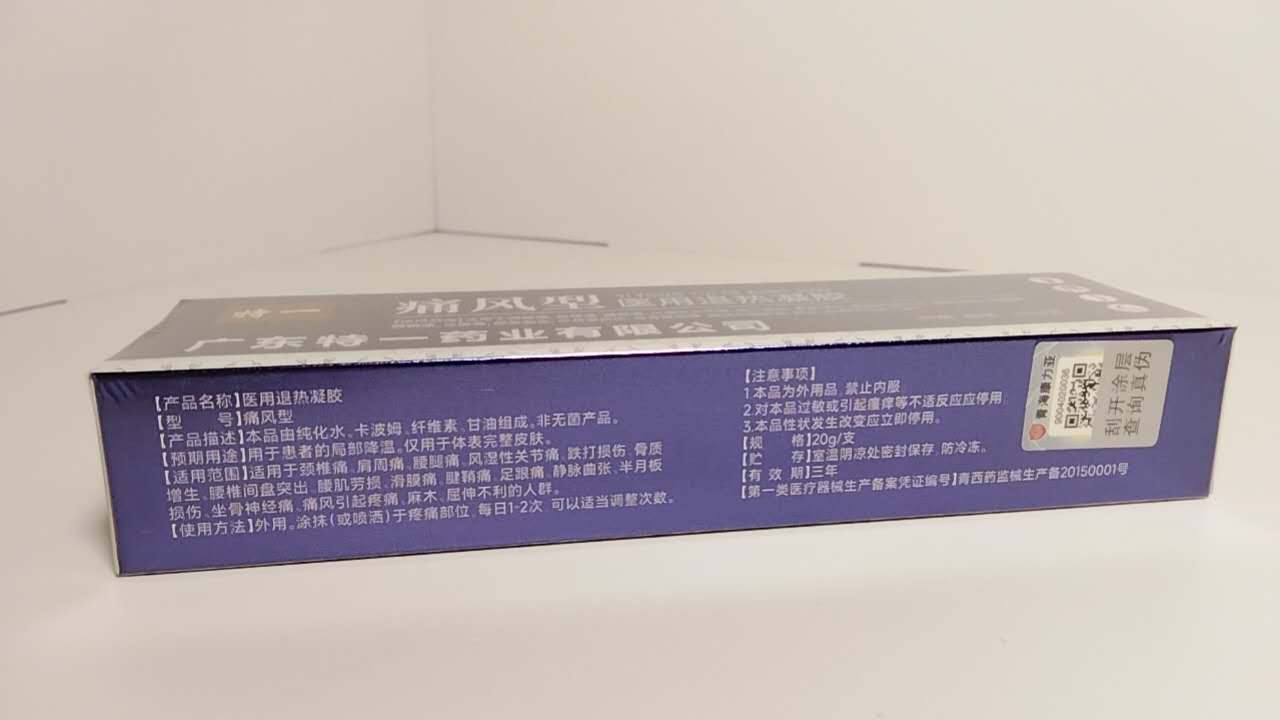 特一
痛风型 医用退热凝胶
广东特一药业有限公司
【产品名称】医用退热凝胶
【型 号】痛风型
【产品描述】本品由纯化水、卡波姆、纤维素、甘油组成。非无菌产品。
【预期用途】用于患者的局部降温。仅用于体表完整皮肤。
【适用范围】适用于颈椎痛、肩周痛、腰腿痛、风湿性关节痛、跌打损伤、骨质
增生、腰椎间盘突出、腰肌劳损、滑膜痛、腱鞘痛、足跟痛、静脉曲张、半月板
损伤、坐骨神经痛、痛风引起疼痛、麻木、屈伸不利的人群。
【使用方法】外用。涂抹(或喷洒)于疼痛部位，每日1-2次，可以适当调整次数。
【注意事项】
1.本品为外用品，禁止内服
2.对本品过敏或引起瘙痒等不适反应应停用
3.本品性状发生改变应立即停用。
【规 格】20g/支
【贮 存】室温阴凉处密封保存，防冷冻。
【有 效 期】三年
【第一类医疗器械生产备案凭证编号】青西药监械生产备20150001号
青海康力亚
刮开涂层
查询真伪